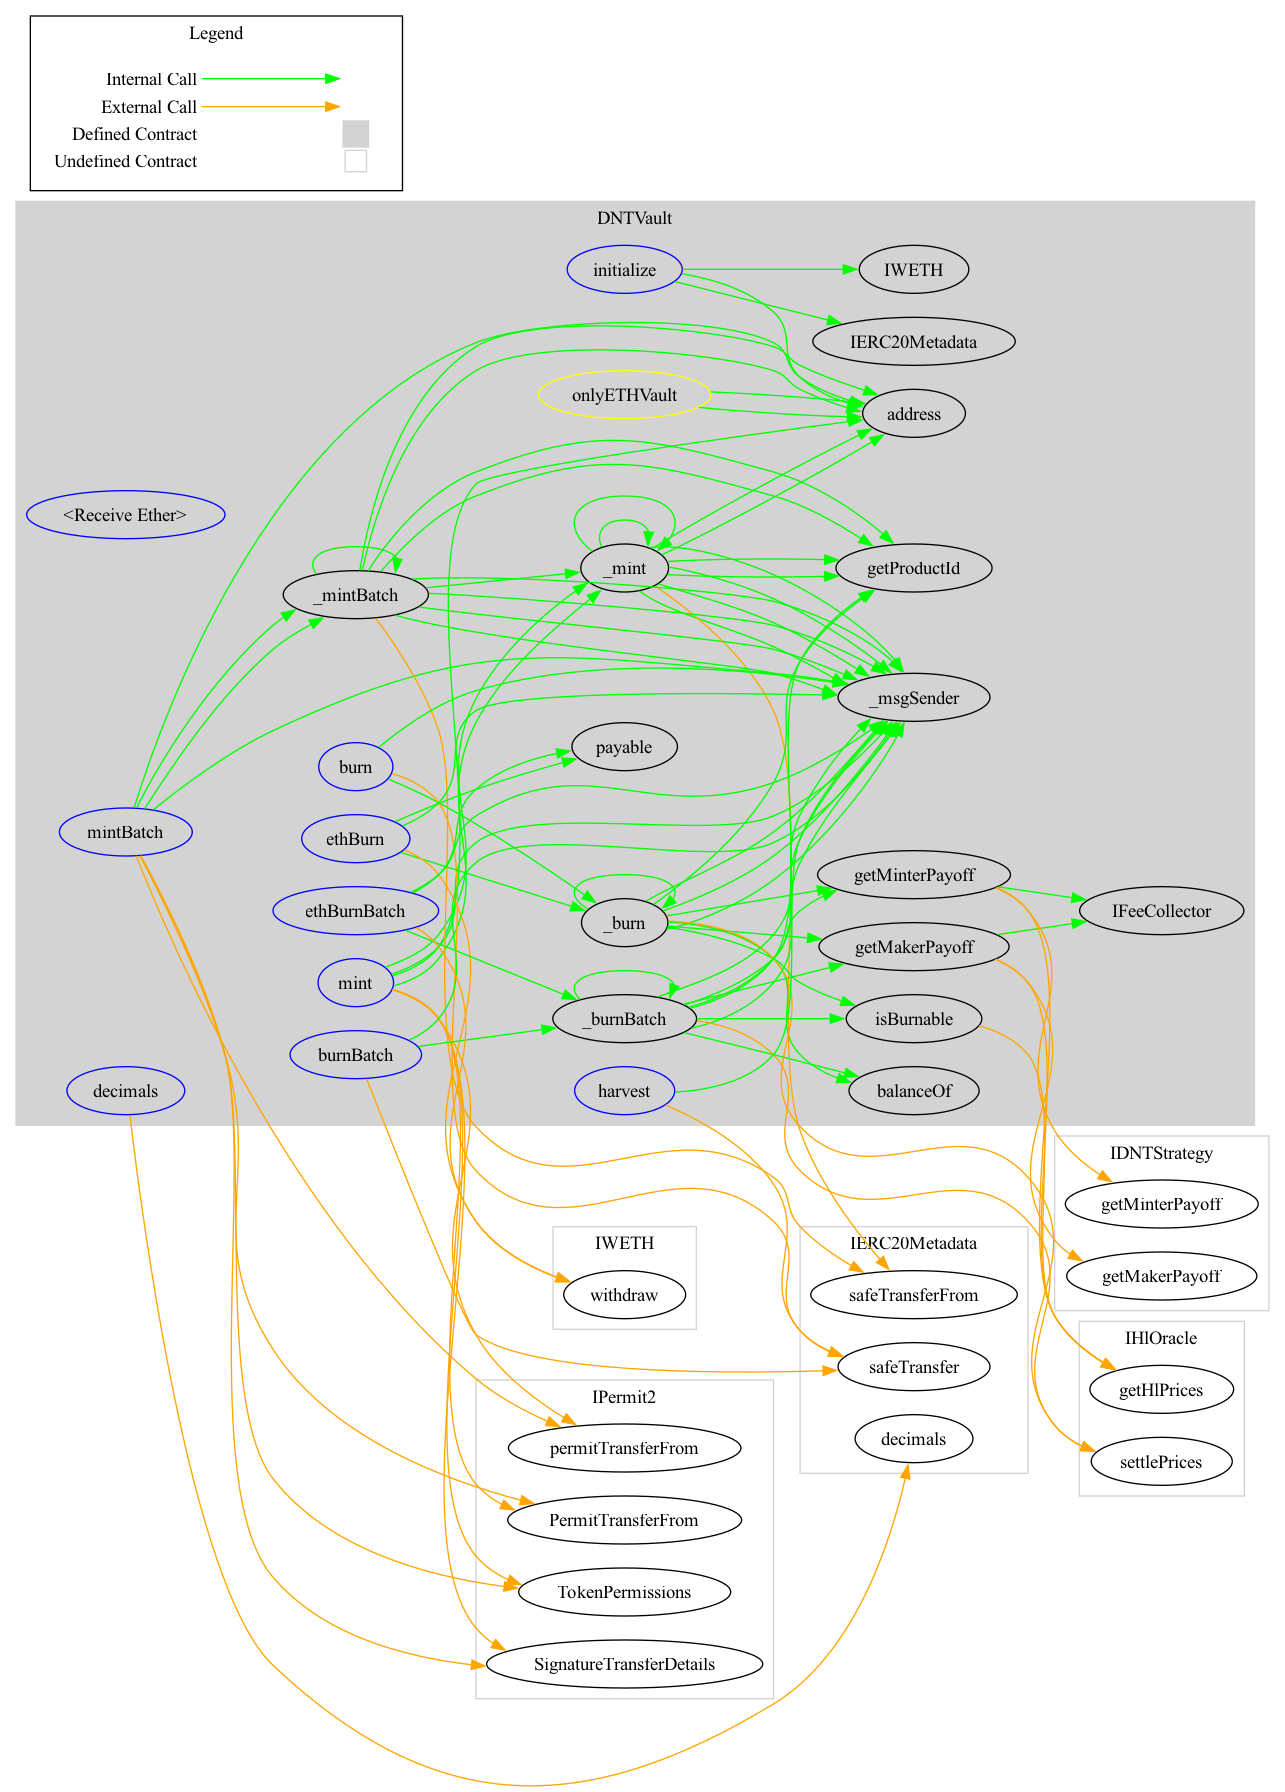 Legend
Internal Call
External Call
Defined Contract
Undefined Contract
DNTVault
initialize
IWETH
IERC20Metadata
onlyETHVault
address
<Receive Ether>
_mintBatch
_mint
getProductId
_msgSender
burn
payable
mintBatch
ethBurn
getMinterPayoff
ethBurnBatch
_burn
IFeeCollector
getMakerPayoff
mint
_burnBatch
isBurnable
burnBatch
decimals
harvest
balanceOf
IDNTStrategy
getMinterPayoff
getMakerPayoff
IWETH
withdraw
IERC20Metadata
safeTransferFrom
safeTransfer
decimals
IHlOracle
getHlPrices
settlePrices
IPermit2
permitTransferFrom
PermitTransferFrom
TokenPermissions
SignatureTransferDetails